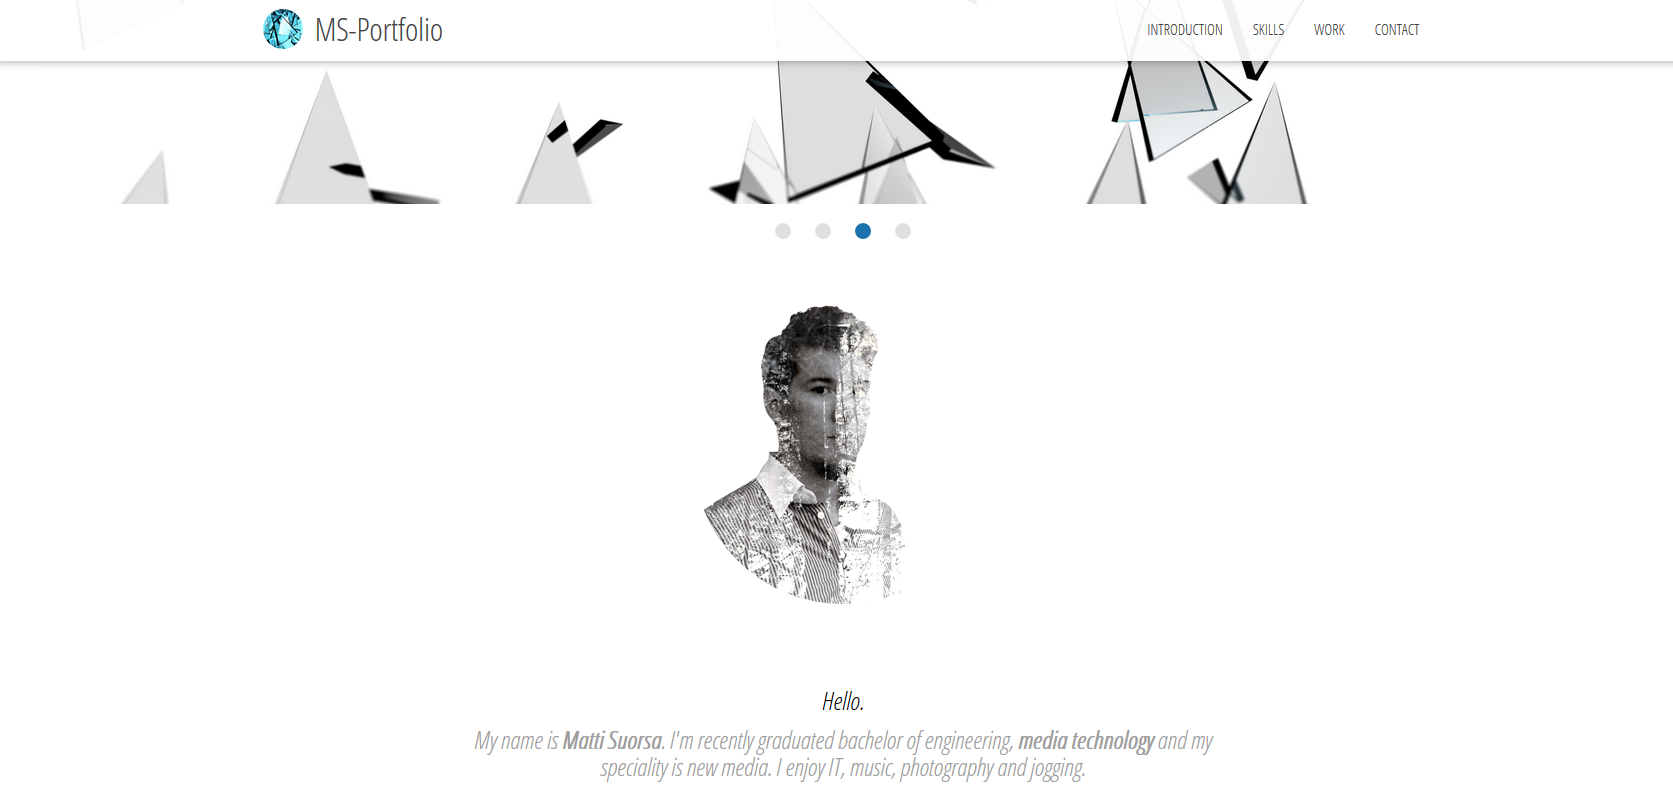 MS-Portfolio
INTRODUCTION SKILLS WORK CONTACT
Hello.
My name is Matti Suorsa. I'm recently graduated bachelor of engineering, media technology and my
speciality is new media. I enjoy IT, music, photography and jogging.